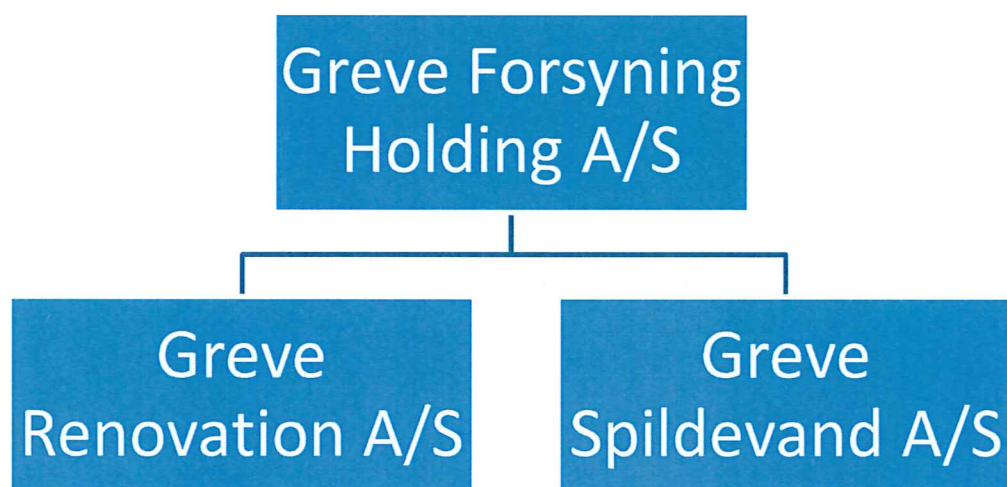 Greve Forsyning
Holding A/S
Greve
Renovation A/S
Greve
Spildevand A/S